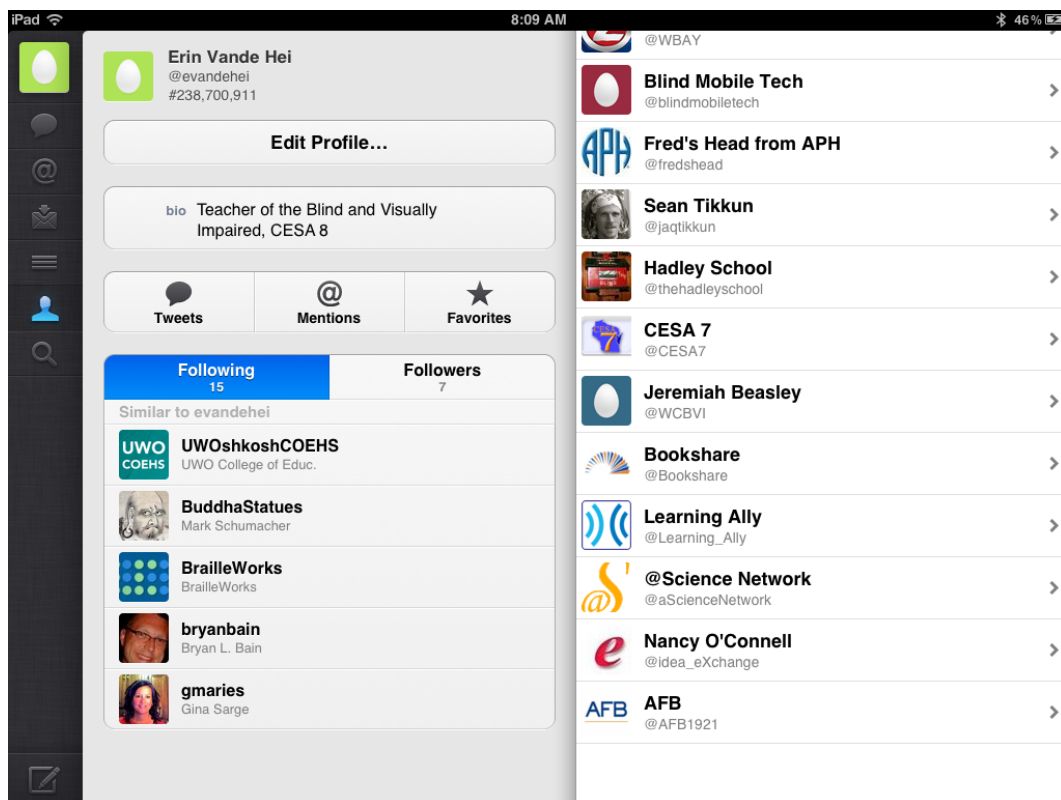 iPad
8:09 AM
46%
Erin Vande Hei
@evandehei
#238,700,911
Edit Profile...
bio Teacher of the Blind and Visually
Impaired, CESA 8
Tweets
@
Mentions
Favorites
Following
15
Followers
7
Similar to evandehei
UWO
COEHS
UWOshkoshCOEHS
UWO College of Educ.
BuddhaStatues
Mark Schumacher
BrailleWorks
BrailleWorks
bryanbain
Bryan L. Bain
gmaries
Gina Sarge
@WBAY
Blind Mobile Tech
@blindmobiletech
APH
Fred's Head from APH
@fredshead
Sean Tikkun
@jaqtikkun
Hadley School
@thehadleyschool
CESA
7
CESA 7
@CESA7
Jeremiah Beasley
@WCBVI
Bookshare
@Bookshare
Learning Ally
@Learning_Ally
@S
@Science Network
@aScienceNetwork
e
Nancy O'Connell
@idea_eXchange
AFB
AFB
@AFB1921